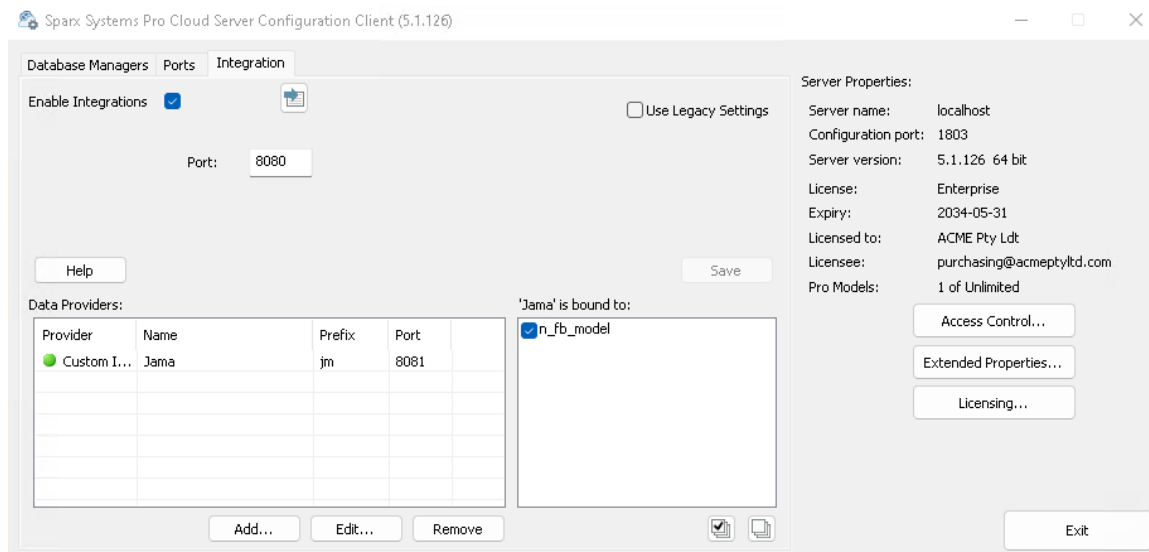 Sparx Systems Pro Cloud Server Configuration Client (5.1.126)
Database Managers Ports Integration
Enable Integrations
Use Legacy Settings
Port: 8080
Help
Save
Data Providers:
Provider Name Prefix Port
Custom I... Jama jm 8081
'Jama' is bound to:
n_fb_model
Add... Edit... Remove
Server Properties:
Server name: localhost
Configuration port: 1803
Server version: 5.1.126 64 bit
License: Enterprise
Expiry: 2034-05-31
Licensed to: ACME Pty Ldt
Licensee: purchasing@acmeptyltd.com
Pro Models: 1 of Unlimited
Access Control...
Extended Properties...
Licensing...
Exit